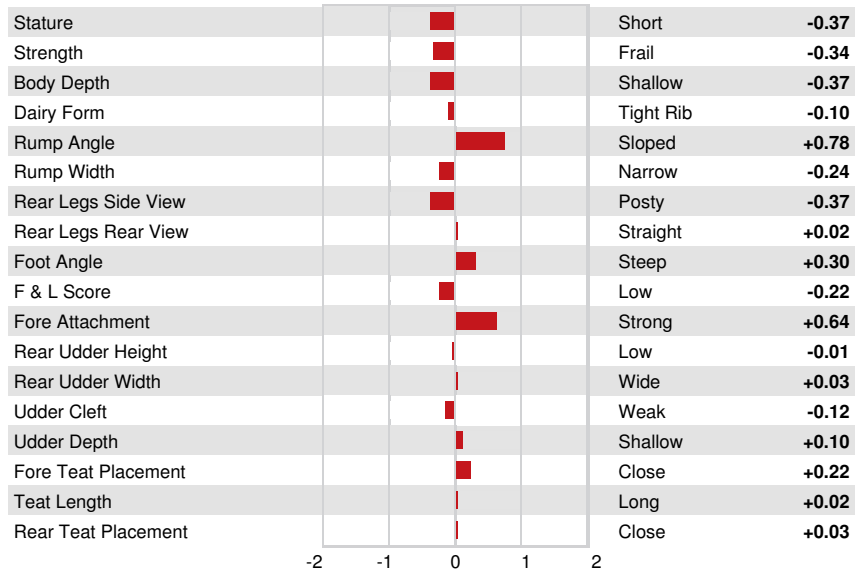 Stature Short -0.37
Strength Frail -0.34
Body Depth Shallow -0.37
Dairy Form Tight Rib -0.10
Rump Angle Sloped +0.78
Rump Width Narrow -0.24
Rear Legs Side View Posty -0.37
Rear Legs Rear View Straight +0.02
Foot Angle Steep +0.30
F & L Score Low -0.22
Fore Attachment Strong +0.64
Rear Udder Height Low -0.01
Rear Udder Width Wide +0.03
Udder Cleft Weak -0.12
Udder Depth Shallow +0.10
Fore Teat Placement Close +0.22
Teat Length Long +0.02
Rear Teat Placement Close +0.03
-2 -1 0 1 2